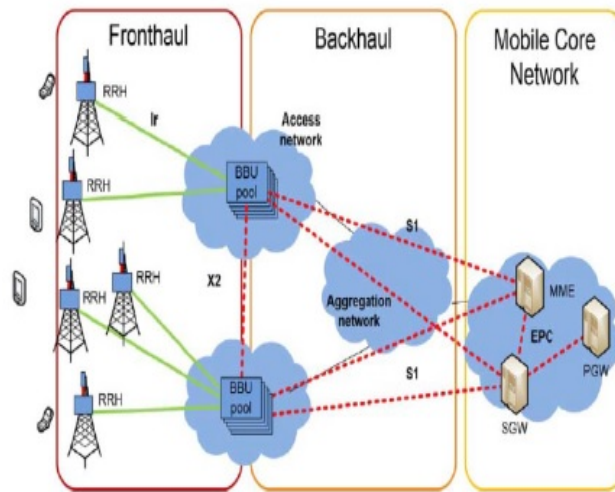 Fronthaul
Backhaul
Mobile Core
Network
RRH
Ir
Access
network
BBU
pool
RRH
S1
X2
RRH
RRH
Aggregation
network
MME
EPC
PGW
BBU
pool
S1
RRH
SGW